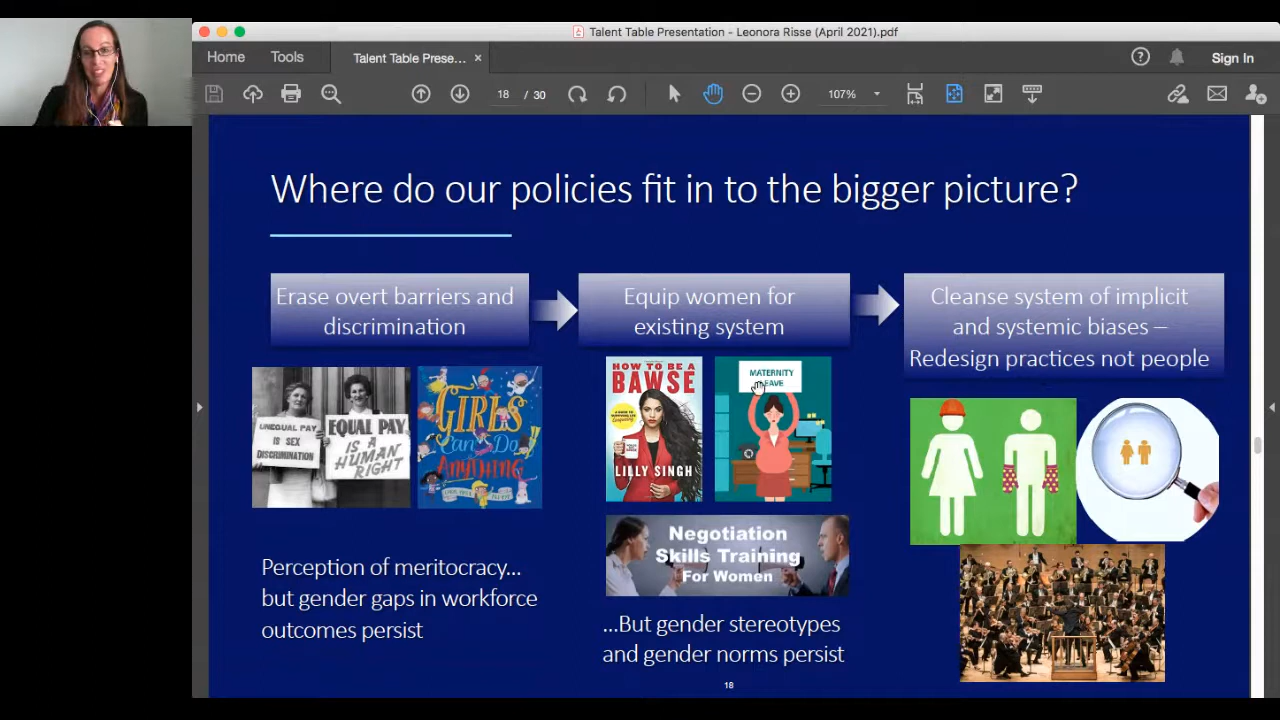 Talent Table Presentation - Leonora Risse (April 2021).pdf
Home
Tools
Talent Table Prese... ×
Sign In
18 / 30
107%
Where do our policies fit in to the bigger picture?
Erase overt barriers and
discrimination
Equip women for
existing system
Cleanse system of implicit
and systemic biases –
Redesign practices not people
UNEQUAL PAY
IS SEX
DISCRIMINATION
EQUAL PAY
IS A
HUMAN
RIGHT
GIRLS
Can Do
ANYTHING
HOW TO BE A
BAWSE
LILLY SINGH
MATERNITY
Negotiation
Skills Training
For Women
Perception of meritocracy...
but gender gaps in workforce
outcomes persist
...But gender stereotypes
and gender norms persist
18